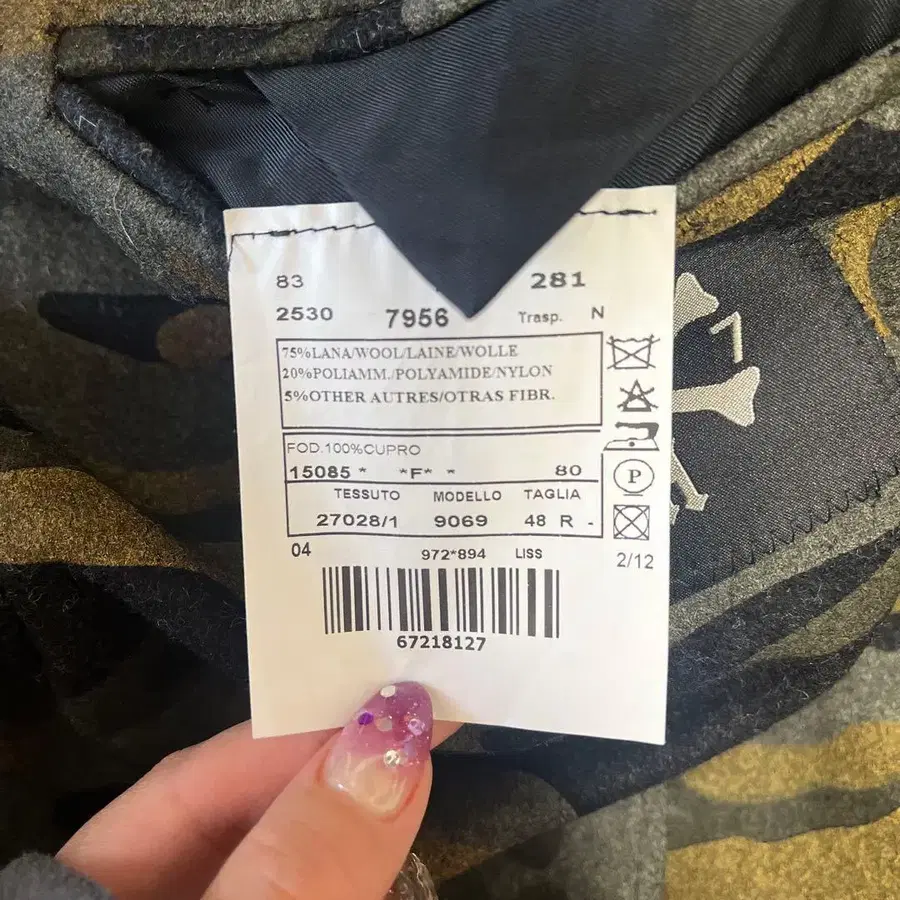 83 281
2530 7956 Trasp. N
75%LANA/WOOL/LAINE/WOLLE
20%POLIAMM./POLYAMIDE/NYLON
5%OTHER AUTRES/OTRAS FIBR.
FOD.100%CUPRO
15085 * *F* * 80
TESSUTO MODELLO TAGLIA
27028/1 9069 48 R -
P
04 972*894 LISS 2/12
67218127
7